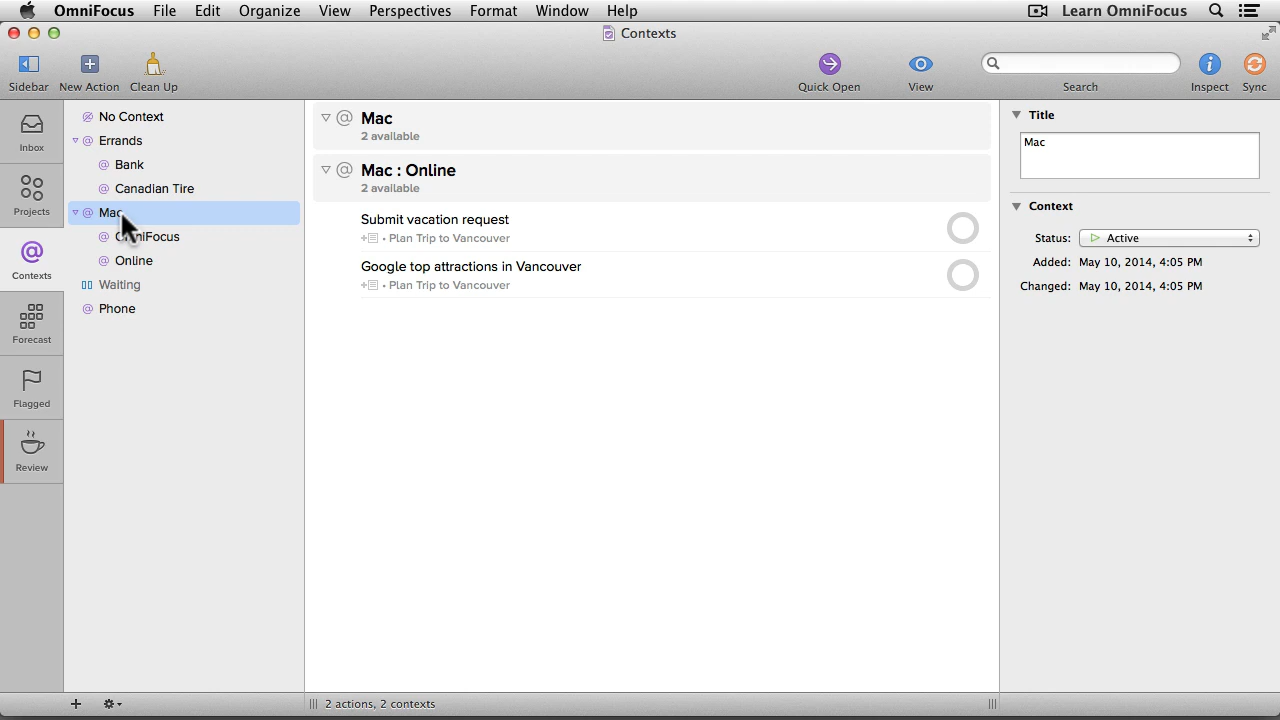 OmniFocus File Edit Organize View Perspectives Format Window Help Learn OmniFocus
Contexts
Sidebar New Action Clean Up Quick Open View Search Inspect Sync
Inbox
Projects
Contexts
Forecast
Flagged
Review
No Context
Errands
Bank
Canadian Tire
Mac
OmniFocus
Online
Waiting
Phone
Mac
2 available
Mac : Online
2 available
Submit vacation request
• Plan Trip to Vancouver
Google top attractions in Vancouver
• Plan Trip to Vancouver
Title
Mac
Context
Status: Active
Added: May 10, 2014, 4:05 PM
Changed: May 10, 2014, 4:05 PM
2 actions, 2 contexts